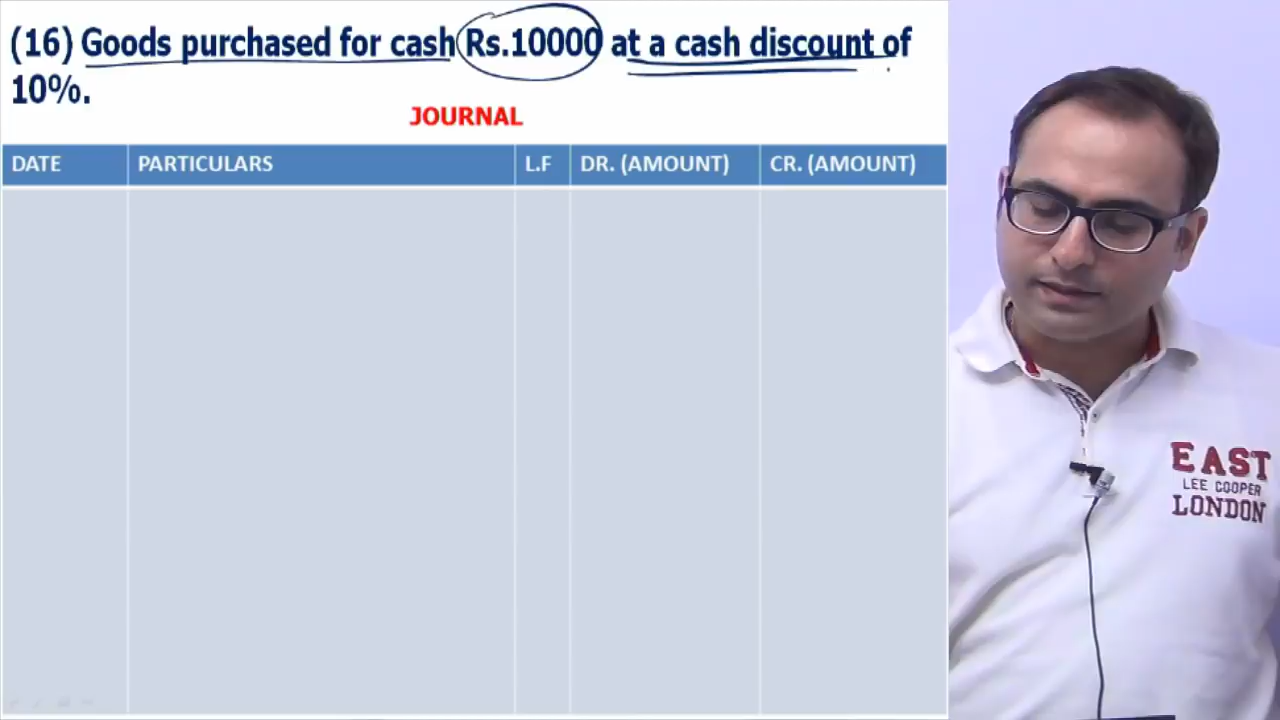 (16) Goods purchased for cash Rs.10000 at a cash discount of
10%.
JOURNAL
DATE PARTICULARS L.F DR. (AMOUNT) CR. (AMOUNT)
EAST
LEE COOPER
LONDON